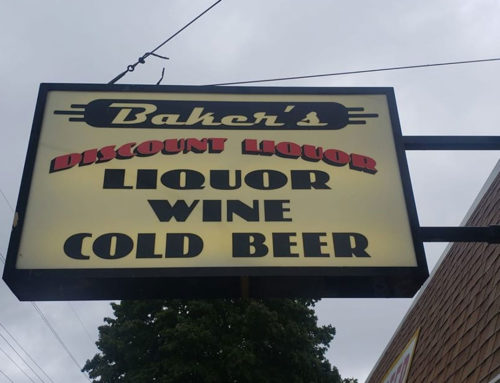 Baker's
DISCOUNT LIQUOR
LIQUOR
WINE
COLD BEER